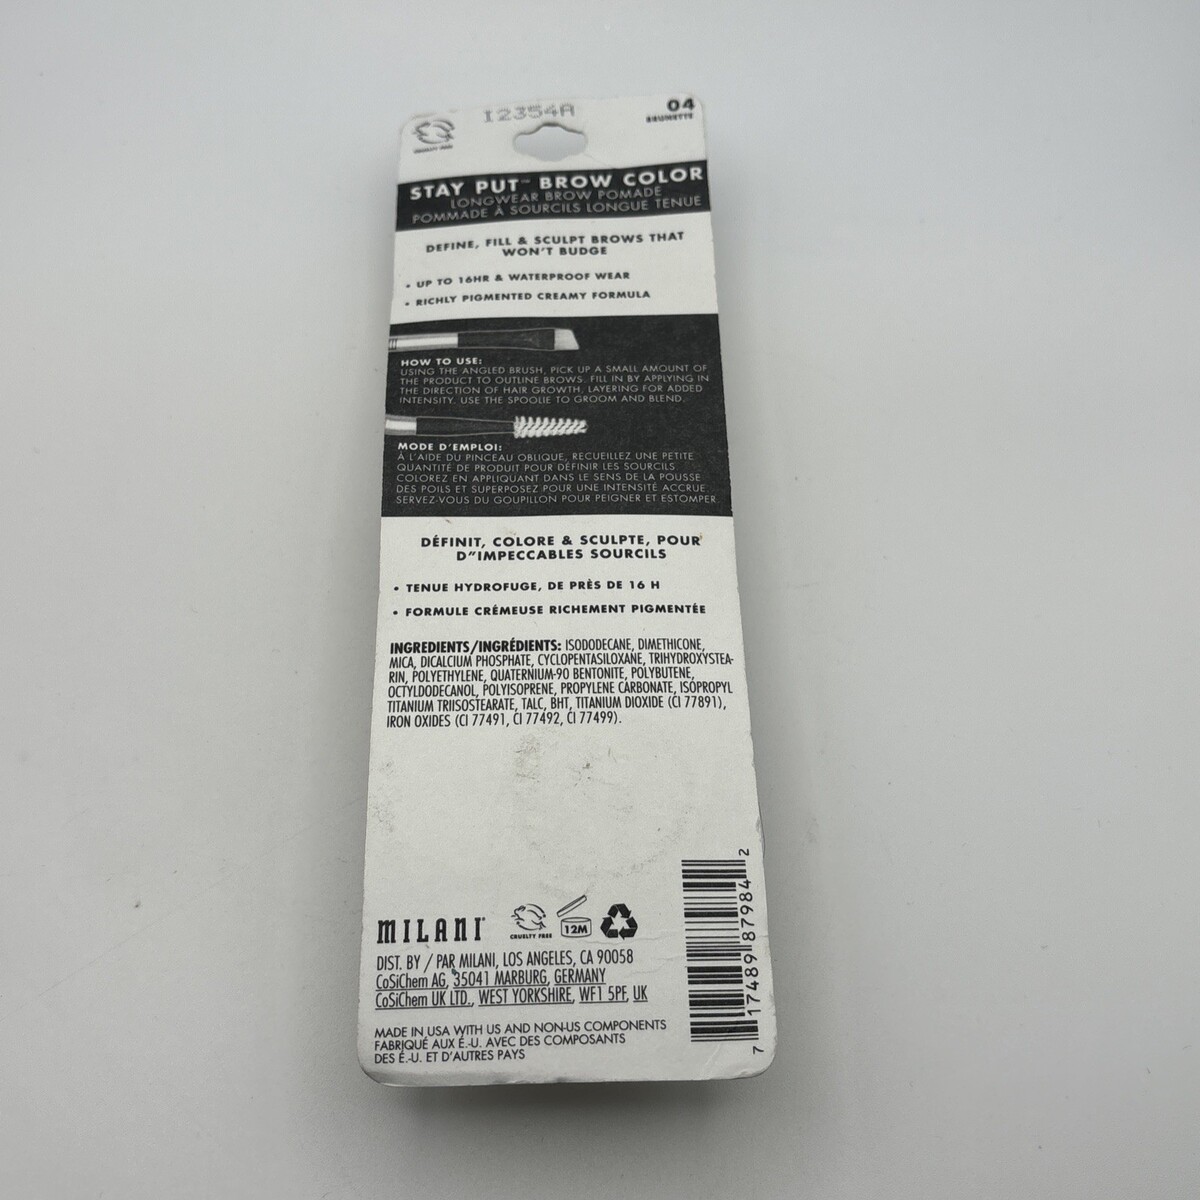 I2354A
04
BRUNETTE
CRUELTY FREE
STAY PUT™ BROW COLOR
LONGWEAR BROW POMADE
POMMADE À SOURCILS LONGUE TENUE
DEFINE, FILL & SCULPT BROWS THAT
WON'T BUDGE
• UP TO 16HR & WATERPROOF WEAR
• RICHLY PIGMENTED CREAMY FORMULA
HOW TO USE:
USING THE ANGLED BRUSH, PICK UP A SMALL AMOUNT OF
THE PRODUCT TO OUTLINE BROWS. FILL IN BY APPLYING IN
THE DIRECTION OF HAIR GROWTH, LAYERING FOR ADDED
INTENSITY. USE THE SPOOLIE TO GROOM AND BLEND.
MODE D'EMPLOI:
À L'AIDE DU PINCEAU OBLIQUE, RECUEILLEZ UNE PETITE
QUANTITÉ DE PRODUIT POUR DÉFINIR LES SOURCILS
COLOREZ EN APPLIQUANT DANS LE SENS DE LA POUSSE
DES POILS ET SUPERPOSEZ POUR UNE INTENSITÉ ACCRUE.
SERVEZ-VOUS DU GOUPILLON POUR PEIGNER ET ESTOMPER.
DÉFINIT, COLORE & SCULPTE, POUR
D"IMPECCABLES SOURCILS
• TENUE HYDROFUGE, DE PRÈS DE 16 H
• FORMULE CRÉMEUSE RICHEMENT PIGMENTÉE
INGREDIENTS/INGRÉDIENTS: ISODODECANE, DIMETHICONE,
MICA, DICALCIUM PHOSPHATE, CYCLOPENTASILOXANE, TRIHYDROXYSTEA-
RIN, POLYETHYLENE, QUATERNIUM-90 BENTONITE, POLYBUTENE,
OCTYLDODECANOL, POLYISOPRENE, PROPYLENE CARBONATE, ISOPROPYL
TITANIUM TRIISOSTEARATE, TALC, BHT, TITANIUM DIOXIDE (CI 77891),
IRON OXIDES (CI 77491, CI 77492, CI 77499).
MILANI®
CRUELTY FREE
12M
DIST. BY / PAR MILANI, LOS ANGELES, CA 90058
CoSiChem AG, 35041 MARBURG, GERMANY
CoSiChem UK LTD., WEST YORKSHIRE, WF1 5PF, UK
MADE IN USA WITH US AND NON-US COMPONENTS
FABRIQUÉ AUX É.-U. AVEC DES COMPOSANTS
DES É.-U. ET D'AUTRES PAYS
7 17489 87984 2